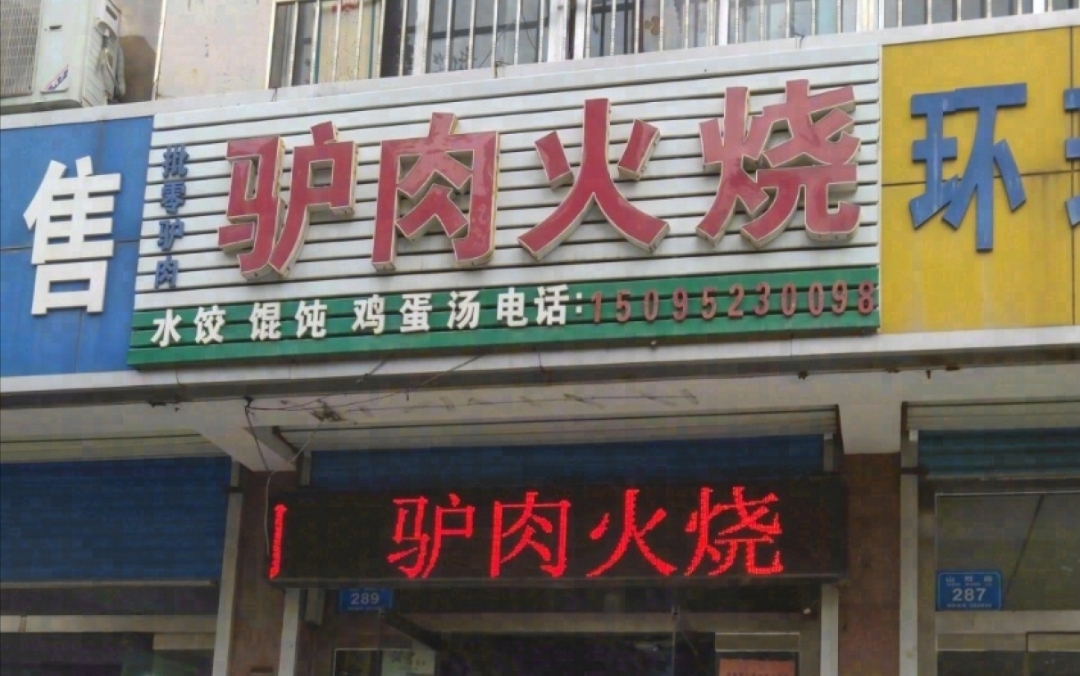 售
批零驴肉
驴肉火烧
环
水饺 馄饨 鸡蛋汤 电话:15095230098
驴肉火烧
289
287